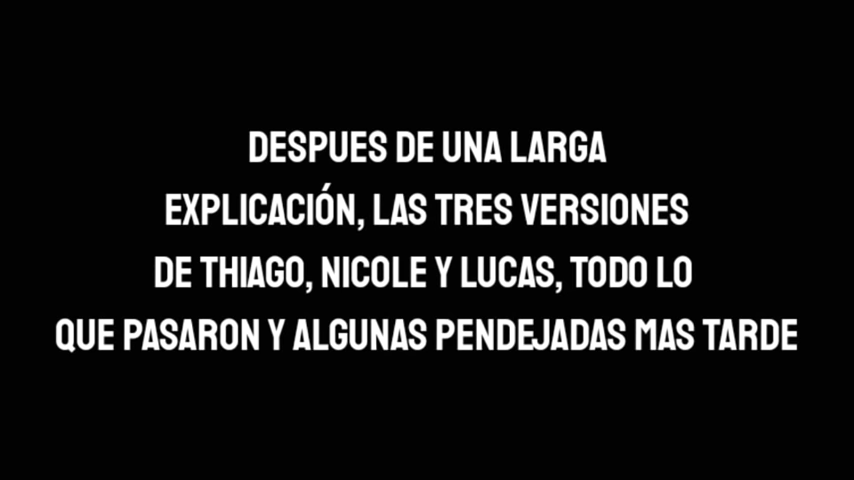 DESPUES DE UNA LARGA
EXPLICACIÓN, LAS TRES VERSIONES
DE THIAGO, NICOLE Y LUCAS, TODO LO
QUE PASARON Y ALGUNAS PENDEJADAS MAS TARDE